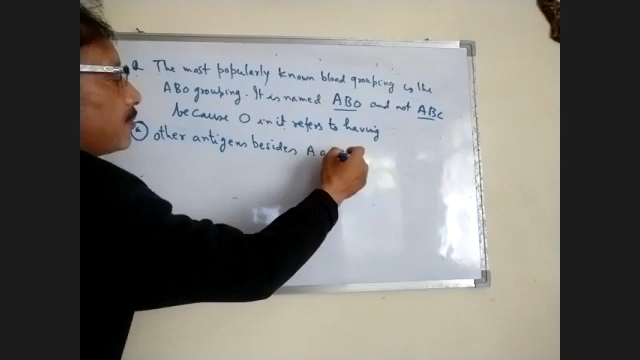 Q The most popularly known blood grouping is the
ABO grouping. It is named ABO and not ABC
because O in it refers to having
(a) other antigens besides A a